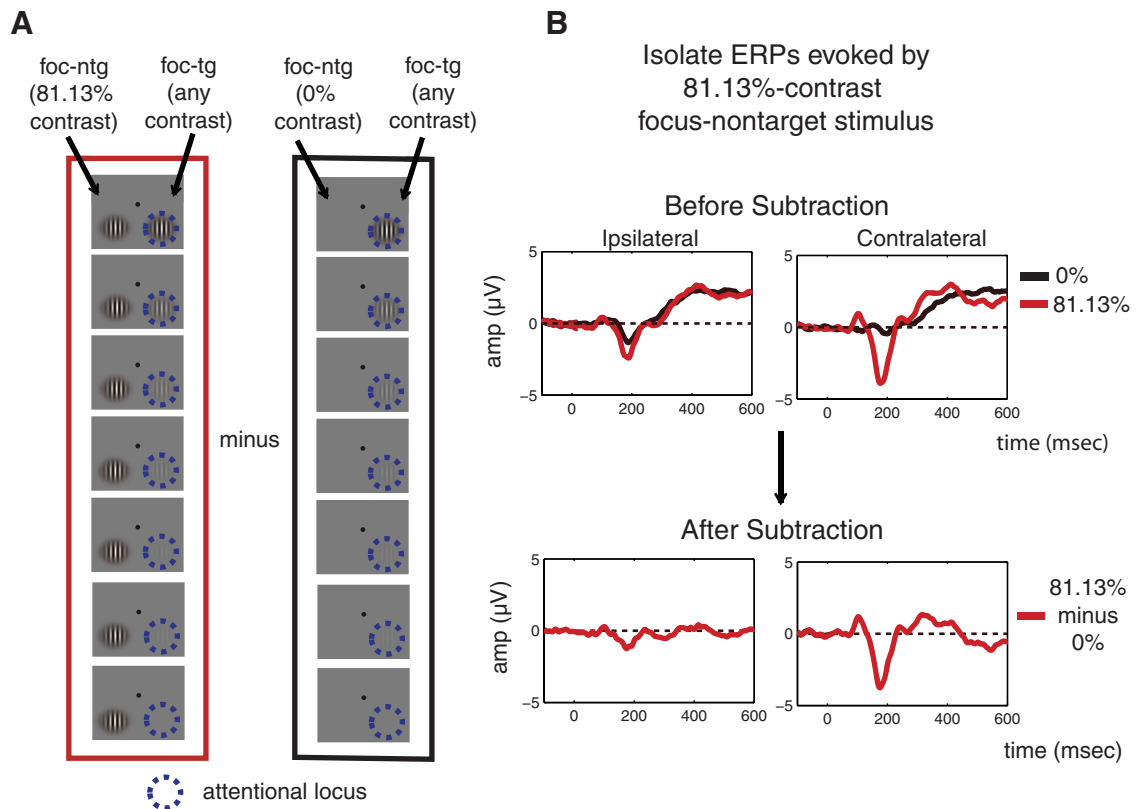 A
foc-ntg
(81.13%
contrast)
foc-tg
(any
contrast)
foc-ntg
(0%
contrast)
foc-tg
(any
contrast)
minus
attentional locus
B
Isolate ERPs evoked by
81.13%-contrast
focus-nontarget stimulus
Before Subtraction
Ipsilateral
Contralateral
5
0
−5
amp (µV)
0 200 400 600
5
0
−5
0 200 400 600
0%
81.13%
time (msec)
After Subtraction
5
0
−5
amp (µV)
0 200 400 600
5
0
−5
0 200 400 600
81.13%
minus
0%
time (msec)